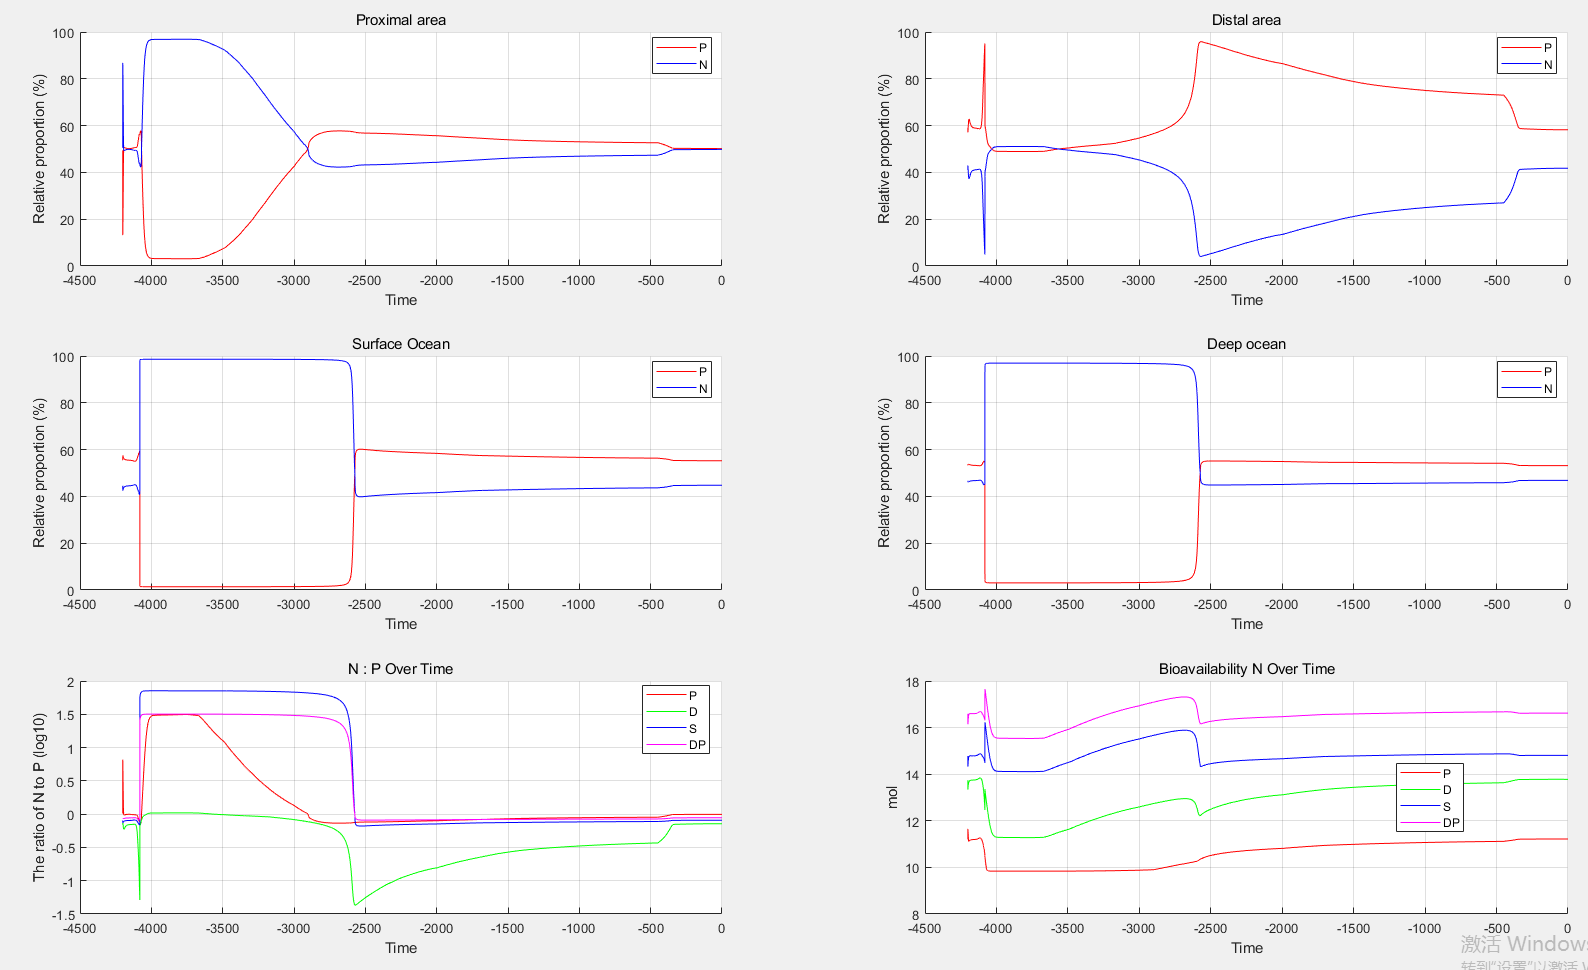 Proximal area
Relative proportion (%)
100
80
60
40
20
0
-4500 -4000 -3500 -3000 -2500 -2000 -1500 -1000 -500 0
Time
P
N
Distal area
Relative proportion (%)
100
80
60
40
20
0
-4500 -4000 -3500 -3000 -2500 -2000 -1500 -1000 -500 0
Time
P
N
Surface Ocean
Relative proportion (%)
100
80
60
40
20
0
-4500 -4000 -3500 -3000 -2500 -2000 -1500 -1000 -500 0
Time
P
N
Deep ocean
Relative proportion (%)
100
80
60
40
20
0
-4500 -4000 -3500 -3000 -2500 -2000 -1500 -1000 -500 0
Time
P
N
N : P Over Time
The ratio of N to P (log10)
2
1.5
1
0.5
0
-0.5
-1
-1.5
-4500 -4000 -3500 -3000 -2500 -2000 -1500 -1000 -500 0
Time
P
D
S
DP
Bioavailability N Over Time
mol
18
16
14
12
10
8
-4500 -4000 -3500 -3000 -2500 -2000 -1500 -1000 -500 0
Time
P
D
S
DP
激活 Windows
转到"设置"以激活